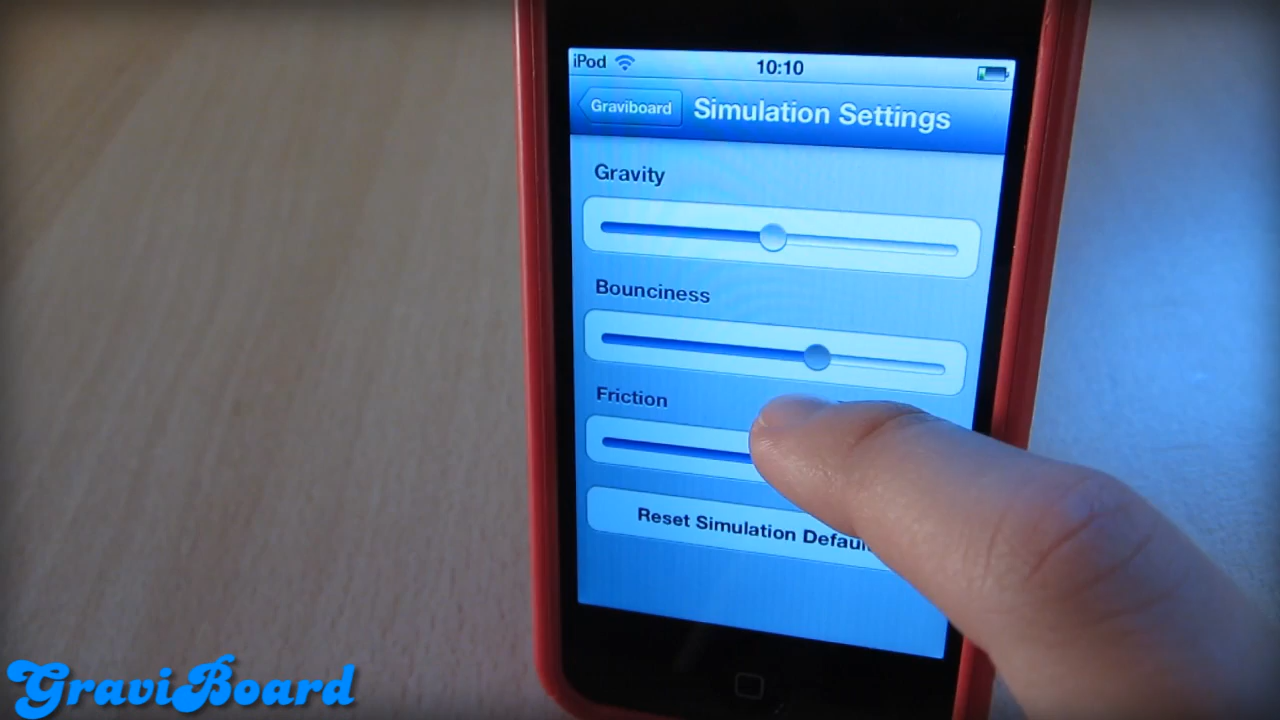 iPod 10:10
Graviboard Simulation Settings
Gravity
Bounciness
Friction
Reset Simulation
GraviBoard